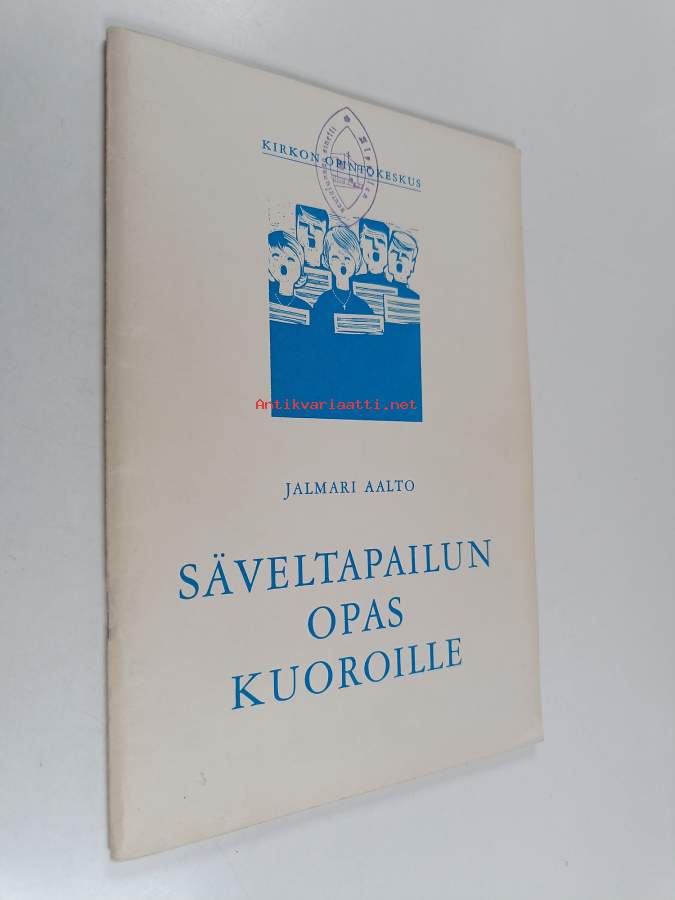 KIRKON OPINTOKESKUS
Antikvariaatti.net
JALMARI AALTO
SÄVELTAPAILUN
OPAS
KUOROILLE